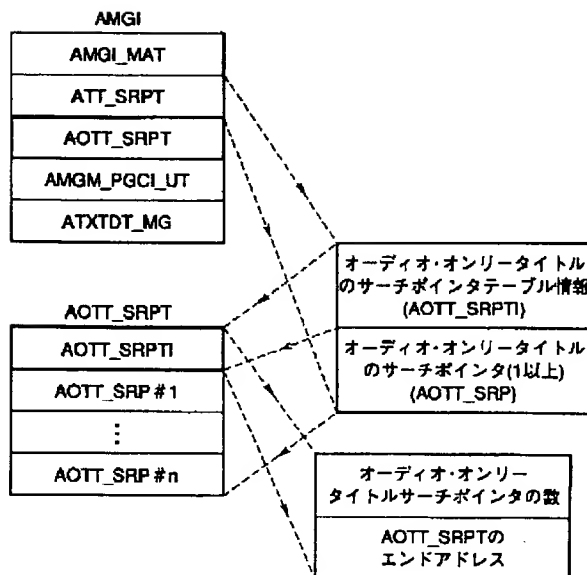 AMGI
AMGI_MAT
ATT_SRPT
AOTT_SRPT
AMGM_PGCI_UT
ATXTDT_MG
オーディオ・オンリータイトル
のサーチポインタテーブル情報
(AOTT_SRPTI)
オーディオ・オンリータイトル
のサーチポインタ(1以上)
(AOTT_SRP)
AOTT_SRPT
AOTT_SRPTI
AOTT_SRP #1
⋮
AOTT_SRP #n
オーディオ・オンリー
タイトルサーチポインタの数
AOTT_SRPTの
エンドアドレス